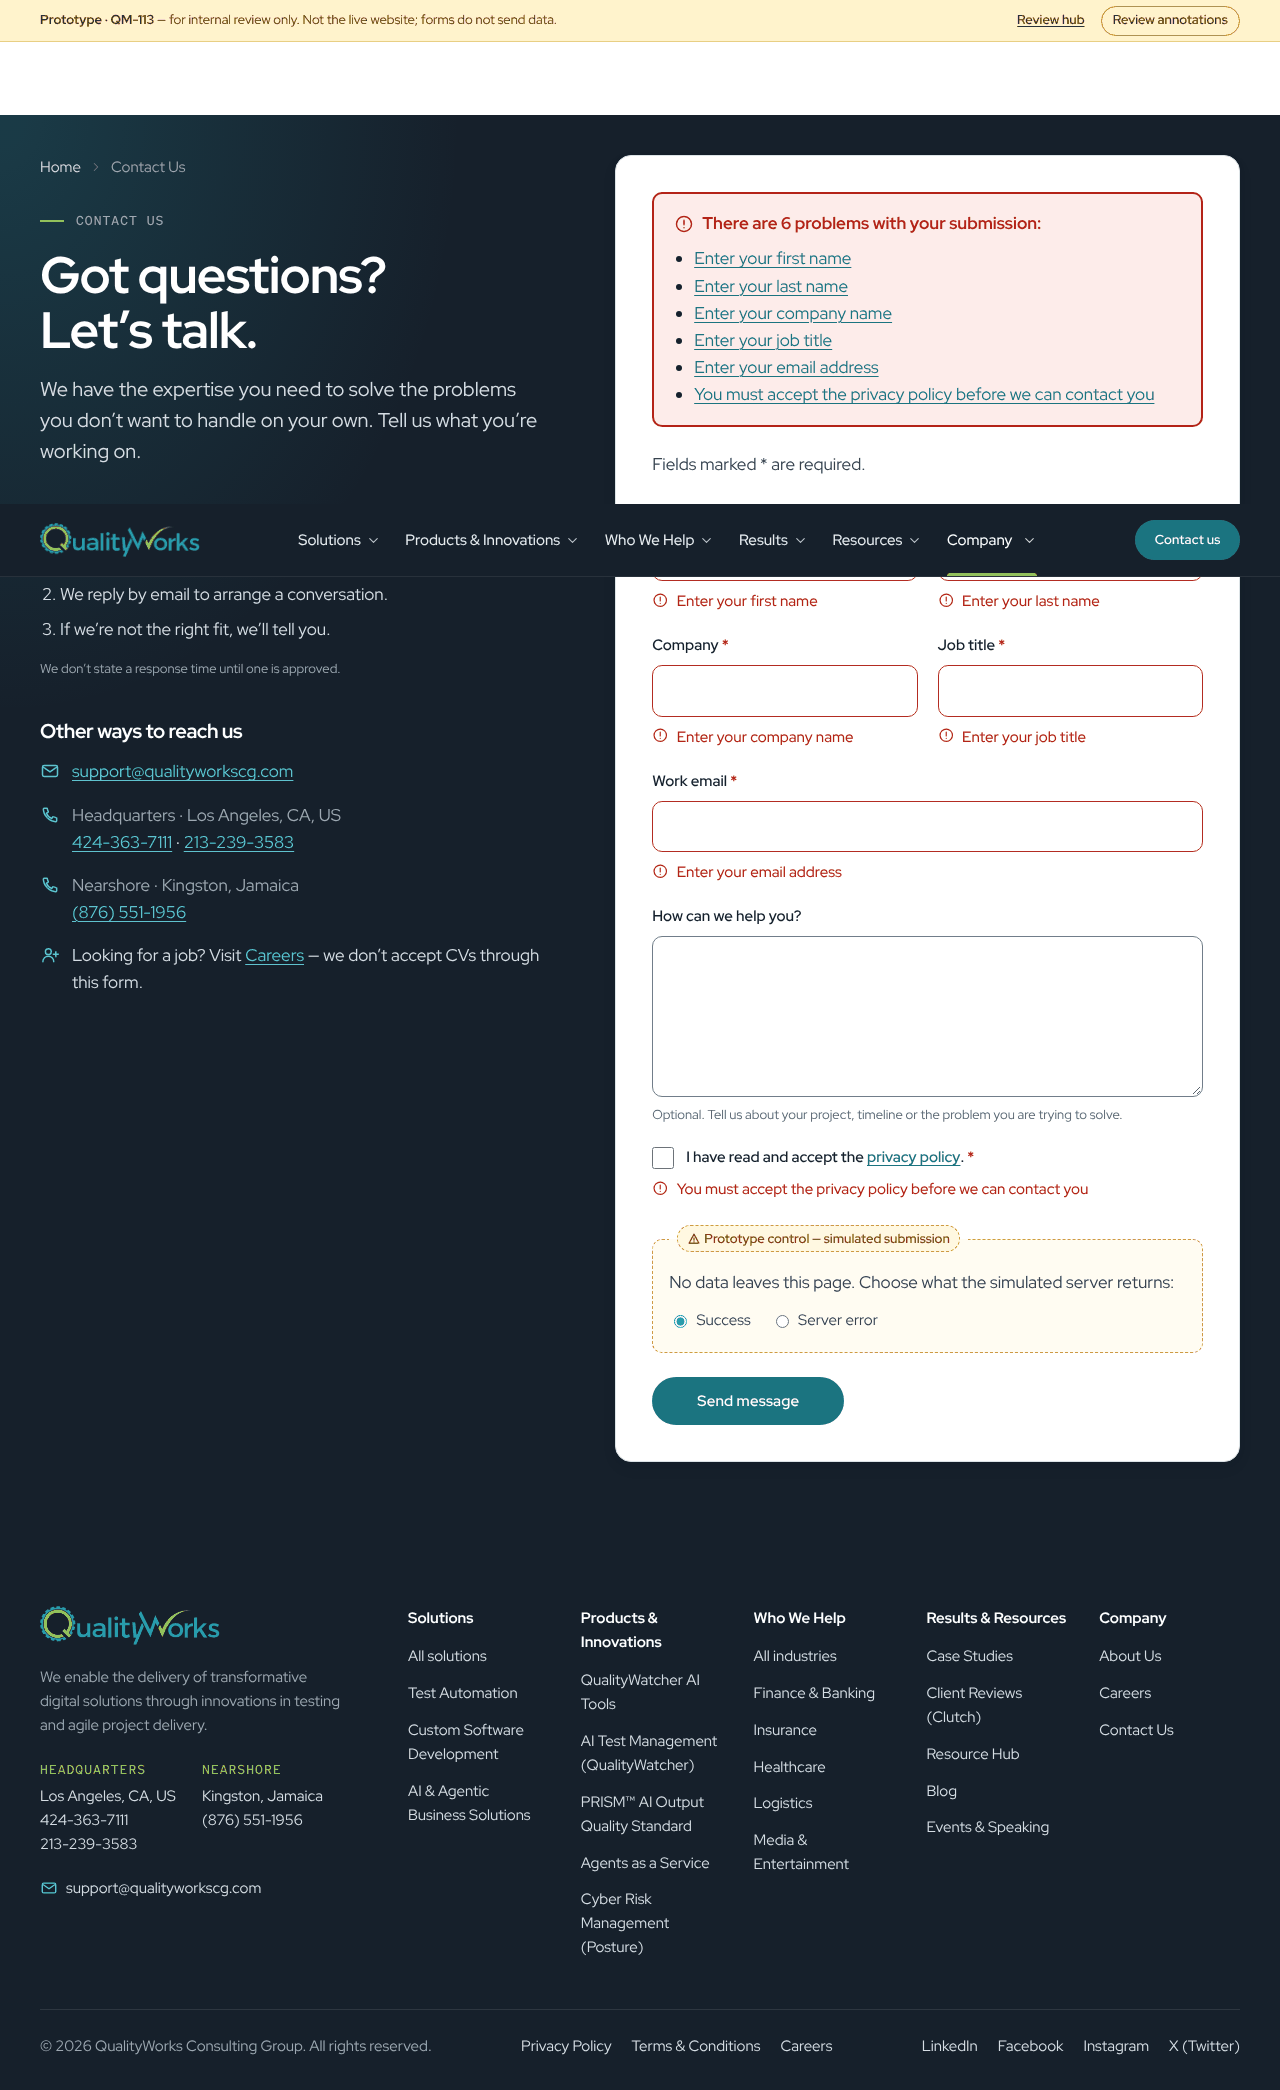 Prototype · QM-113 — for internal review only. Not the live website; forms do not send data.
Review hub
Review annotations
Home
Contact Us
CONTACT US
Got questions?
Let’s talk.
We have the expertise you need to solve the problems
you don’t want to handle on your own. Tell us what you’re
working on.
There are 6 problems with your submission:
Enter your first name
Enter your last name
Enter your company name
Enter your job title
Enter your email address
You must accept the privacy policy before we can contact you
Fields marked * are required.
QualityWorks
Solutions
Products & Innovations
Who We Help
Results
Resources
Company
Contact us
2. We reply by email to arrange a conversation.
3. If we’re not the right fit, we’ll tell you.
We don’t state a response time until one is approved.
Other ways to reach us
support@qualityworkscg.com
Headquarters · Los Angeles, CA, US
424-363-7111 · 213-239-3583
Nearshore · Kingston, Jamaica
(876) 551-1956
Looking for a job? Visit Careers — we don’t accept CVs through
this form.
Enter your first name
Enter your last name
Company *
Job title *
Enter your company name
Enter your job title
Work email *
Enter your email address
How can we help you?
Optional. Tell us about your project, timeline or the problem you are trying to solve.
I have read and accept the privacy policy. *
You must accept the privacy policy before we can contact you
Prototype control — simulated submission
No data leaves this page. Choose what the simulated server returns:
Success
Server error
Send message
QualityWorks
We enable the delivery of transformative
digital solutions through innovations in testing
and agile project delivery.
HEADQUARTERS
Los Angeles, CA, US
424-363-7111
213-239-3583
NEARSHORE
Kingston, Jamaica
(876) 551-1956
support@qualityworkscg.com
Solutions
All solutions
Test Automation
Custom Software
Development
AI & Agentic
Business Solutions
Products &
Innovations
QualityWatcher AI
Tools
AI Test Management
(QualityWatcher)
PRISM™ AI Output
Quality Standard
Agents as a Service
Cyber Risk
Management
(Posture)
Who We Help
All industries
Finance & Banking
Insurance
Healthcare
Logistics
Media &
Entertainment
Results & Resources
Case Studies
Client Reviews
(Clutch)
Resource Hub
Blog
Events & Speaking
Company
About Us
Careers
Contact Us
© 2026 QualityWorks Consulting Group. All rights reserved.
Privacy Policy
Terms & Conditions
Careers
LinkedIn
Facebook
Instagram
X (Twitter)